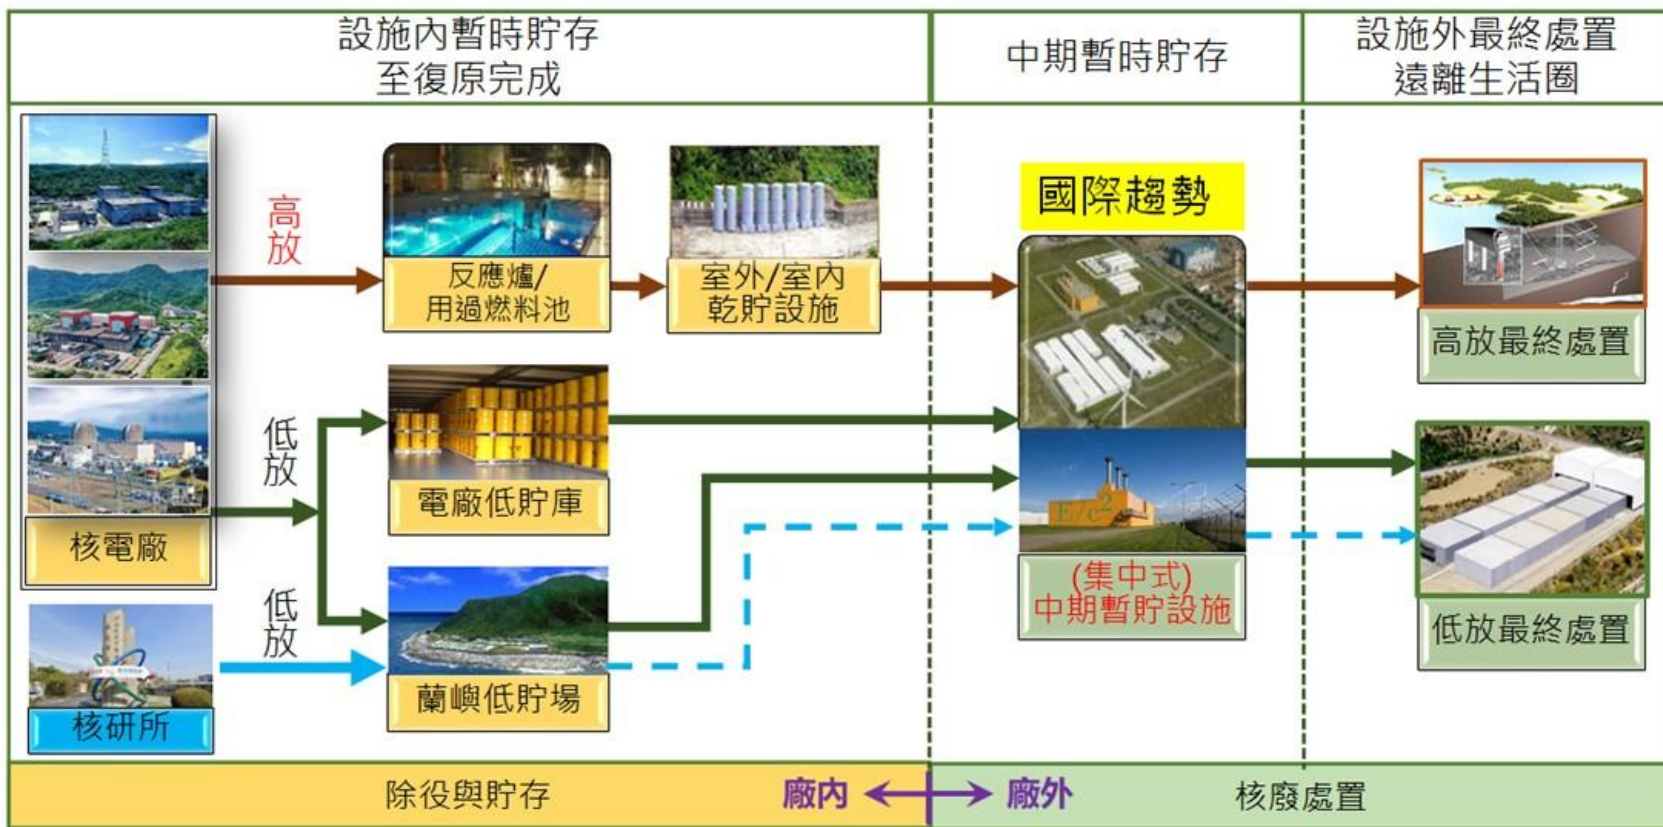 設施內暫時貯存
至復原完成
中期暫時貯存
設施外最終處置
遠離生活圈
高放
反應爐/
用過燃料池
室外/室內
乾貯設施
國際趨勢
高放最終處置
低放
電廠低貯庫
核電廠
E/c²
(集中式)
中期暫貯設施
低放最終處置
低放
蘭嶼低貯場
核研所
除役與貯存
廠內
廠外
核廢處置